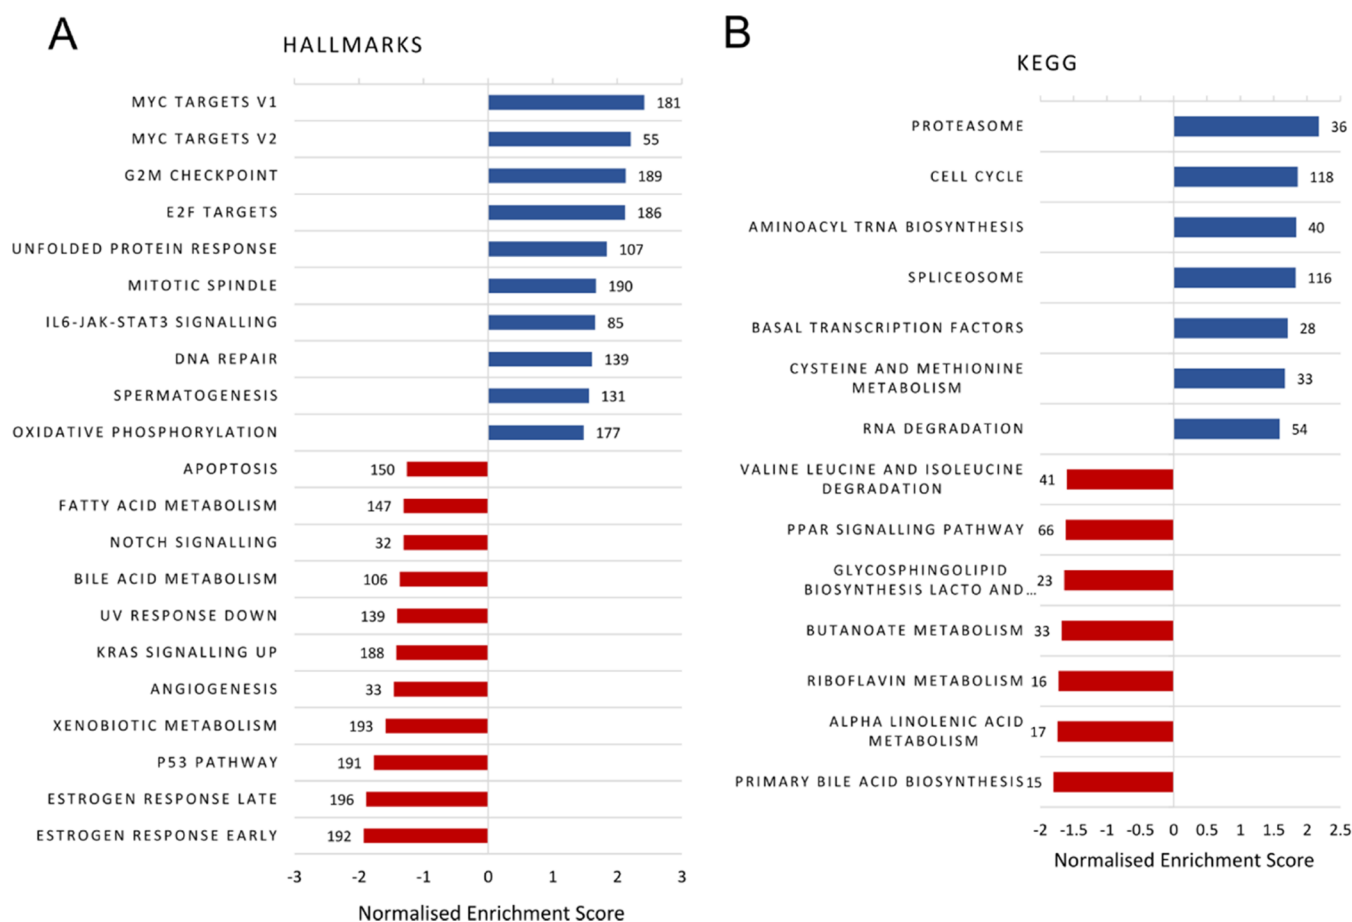 A
HALLMARKS
-3 -2 -1 0 1 2 3
MYC TARGETS V1 181
MYC TARGETS V2 55
G2M CHECKPOINT 189
E2F TARGETS 186
UNFOLDED PROTEIN RESPONSE 107
MITOTIC SPINDLE 190
IL6-JAK-STAT3 SIGNALLING 85
DNA REPAIR 139
SPERMATOGENESIS 131
OXIDATIVE PHOSPHORYLATION 177
APOPTOSIS 150
FATTY ACID METABOLISM 147
NOTCH SIGNALLING 32
BILE ACID METABOLISM 106
UV RESPONSE DOWN 139
KRAS SIGNALLING UP 188
ANGIOGENESIS 33
XENOBIOTIC METABOLISM 193
P53 PATHWAY 191
ESTROGEN RESPONSE LATE 196
ESTROGEN RESPONSE EARLY 192
Normalised Enrichment Score
B
KEGG
PROTEASOME 36
CELL CYCLE 118
AMINOACYL TRNA BIOSYNTHESIS 40
SPLICEOSOME 116
BASAL TRANSCRIPTION FACTORS 28
CYSTEINE AND METHIONINE
METABOLISM 33
RNA DEGRADATION 54
VALINE LEUCINE AND ISOLEUCINE
DEGRADATION 41
PPAR SIGNALLING PATHWAY 66
GLYCOSPHINGOLIPID
BIOSYNTHESIS LACTO AND... 23
BUTANOATE METABOLISM 33
RIBOFLAVIN METABOLISM 16
ALPHA LINOLENIC ACID
METABOLISM 17
PRIMARY BILE ACID BIOSYNTHESIS 15
-2 -1.5 -1 -0.5 0 0.5 1 1.5 2 2.5
Normalised Enrichment Score